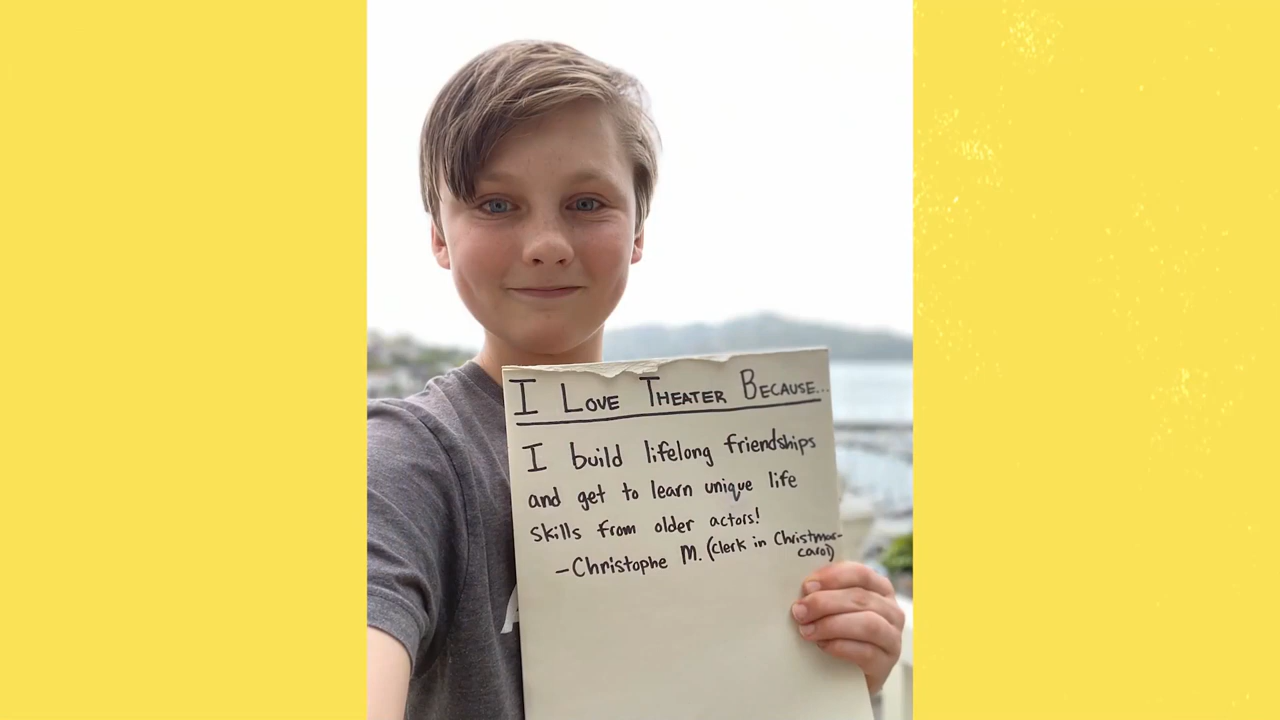 I LOVE THEATER BECAUSE...
I build lifelong friendships
and get to learn unique life
skills from older actors!
-Christophe M. (clerk in Christmas-
carol)